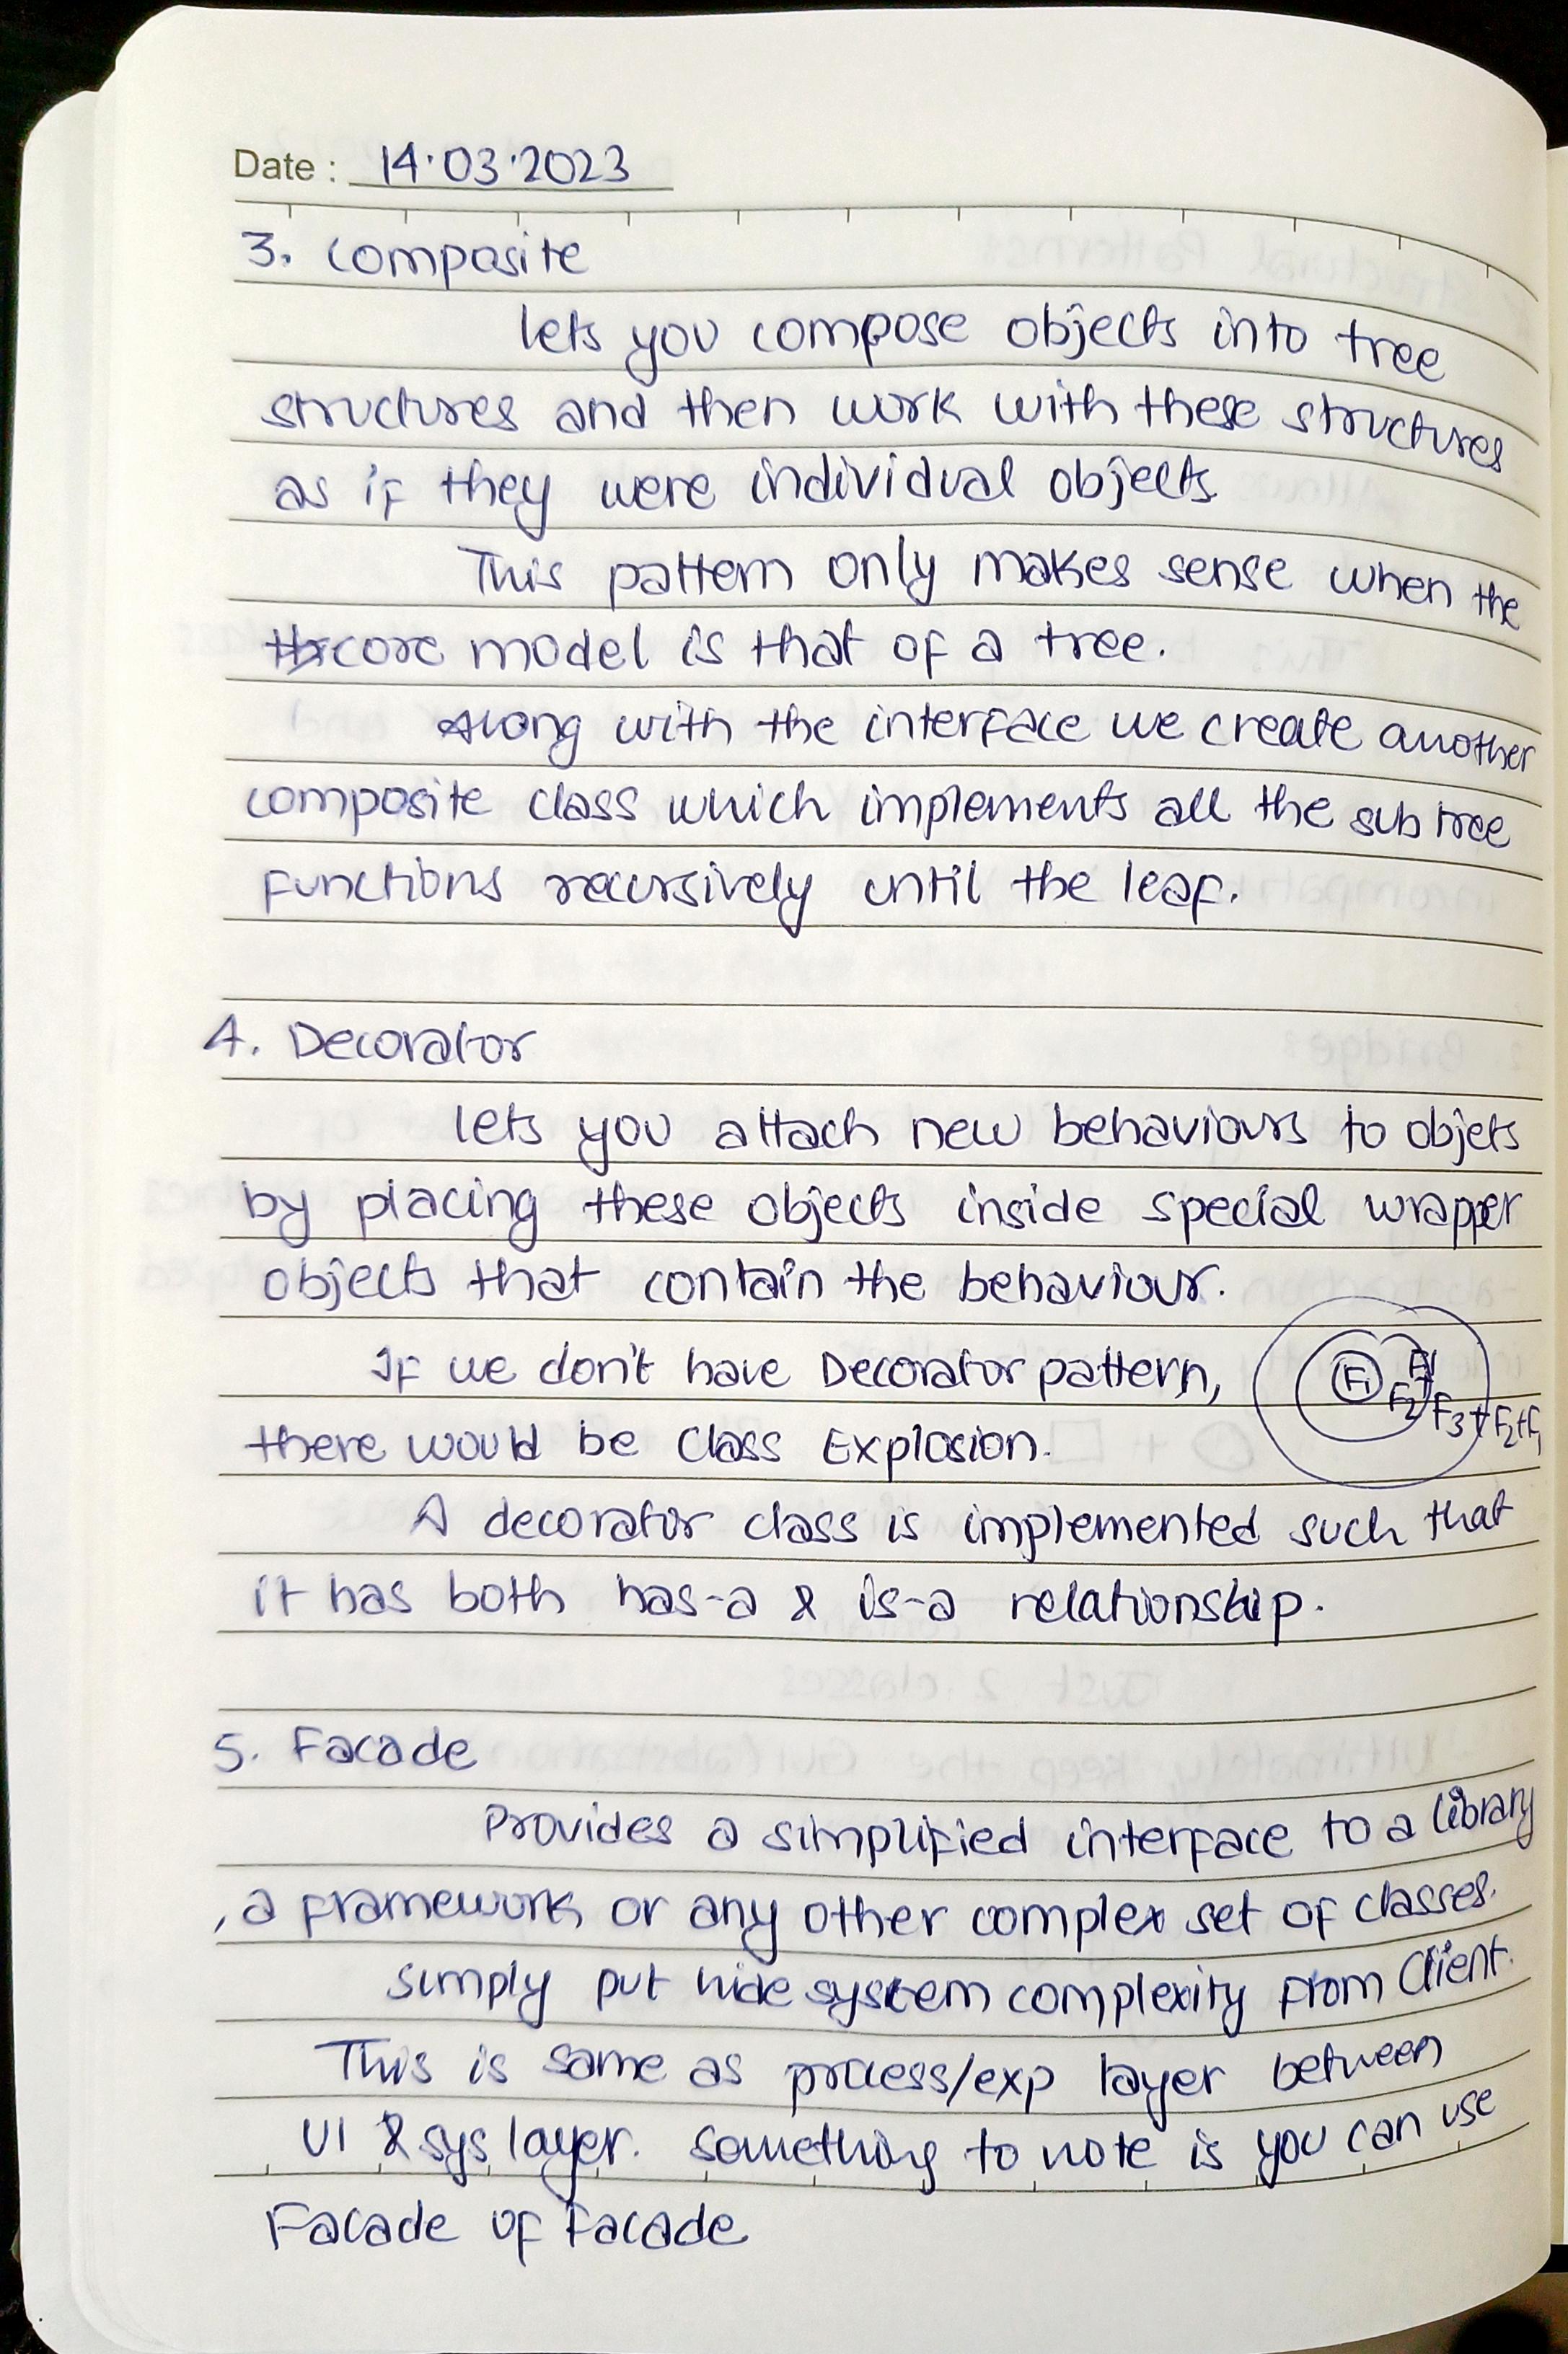 Date : 14.03.2023
3. Composite
lets you compose objects into tree
structures and then work with these structures
as if they were individual objects
This pattern only makes sense when the
core model is that of a tree.
Along with the interface we create another
composite class which implements all the sub tree
functions recursively until the leaf.
4. Decorator
lets you attach new behaviours to objets
by placing these objects inside special wrapper
objects that contain the behaviour.
If we don't have Decorator pattern,
F1 F2 F3+F2+F1
there would be Class Explosion.
A decorator class is implemented such that
it has both has-a & is-a relationship.
5. Facade
Provides a simplified interface to a library
, a framework or any other complex set of classes.
Simply put hide system complexity from Client.
This is same as process/exp layer between
UI & sys layer. Something to note is you can use
Facade of Facade